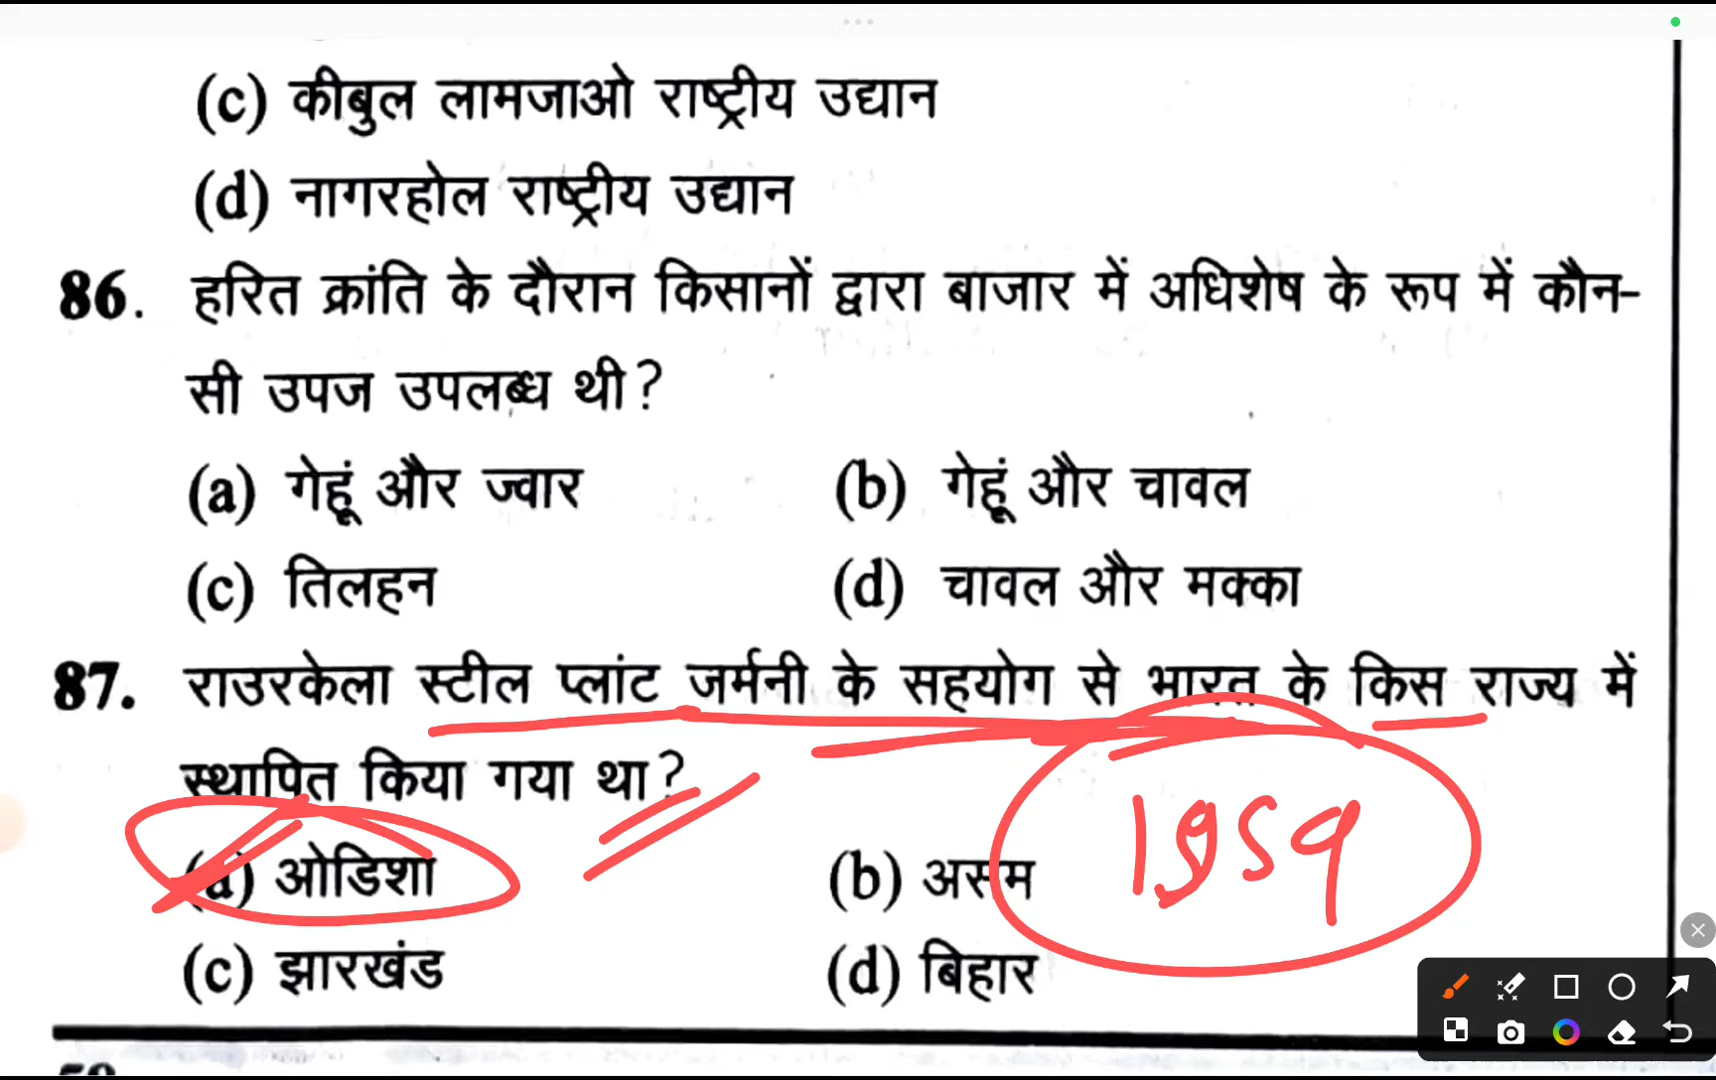 (c) कीबुल लामजाओ राष्ट्रीय उद्यान
(d) नागरहोल राष्ट्रीय उद्यान
86. हरित क्रांति के दौरान किसानों द्वारा बाजार में अधिशेष के रूप में कौन-
सी उपज उपलब्ध थी?
(a) गेहूं और ज्वार (b) गेहूं और चावल
(c) तिलहन (d) चावल और मक्का
87. राउरकेला स्टील प्लांट जर्मनी के सहयोग से भारत के किस राज्य में
स्थापित किया गया था?
(a) ओडिशा (b) असम 1959
(c) झारखंड (d) बिहार